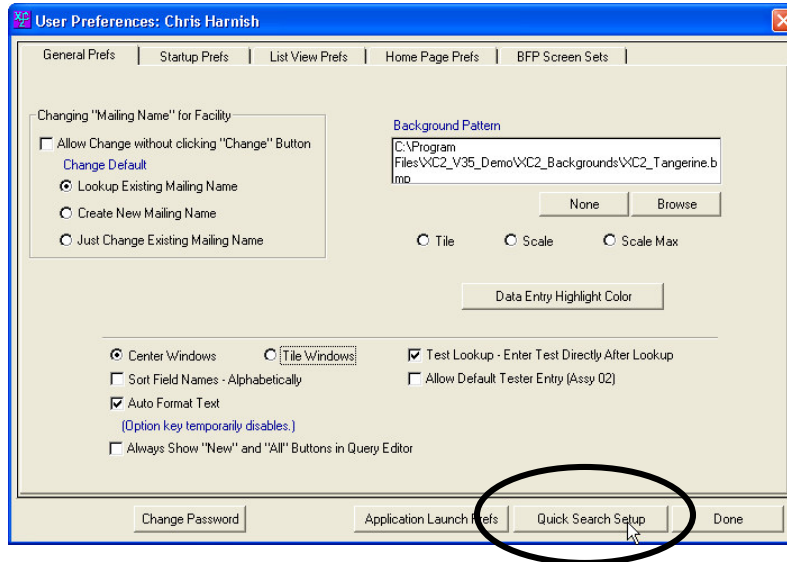 XC2 User Preferences: Chris Harnish
General Prefs | Startup Prefs | List View Prefs | Home Page Prefs | BFP Screen Sets |
Changing "Mailing Name" for Facility
Allow Change without clicking "Change" Button
Change Default
Lookup Existing Mailing Name
Create New Mailing Name
Just Change Existing Mailing Name
Background Pattern
C:\Program
Files\XC2_V35_Demo\XC2_Backgrounds\XC2_Tangerine.b
mp
None Browse
Tile Scale Scale Max
Data Entry Highlight Color
Center Windows Tile Windows
Sort Field Names - Alphabetically
Auto Format Text
(Option key temporarily disables.)
Always Show "New" and "All" Buttons in Query Editor
Test Lookup - Enter Test Directly After Lookup
Allow Default Tester Entry (Assy 02)
Change Password Application Launch Prefs Quick Search Setup Done